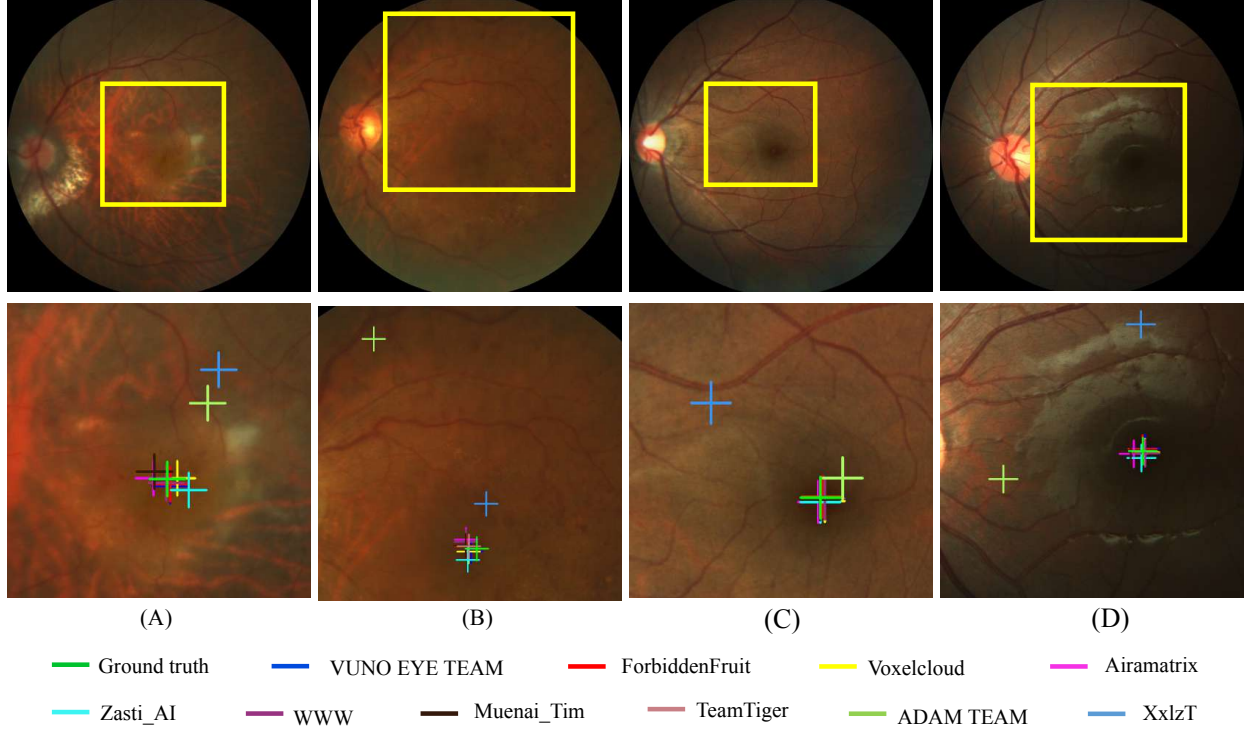 (A) (B) (C) (D)
Ground truth VUNO EYE TEAM ForbiddenFruit Voxelcloud Airamatrix
Zasti_AI WWW Muenai_Tim TeamTiger ADAM TEAM XxlzT